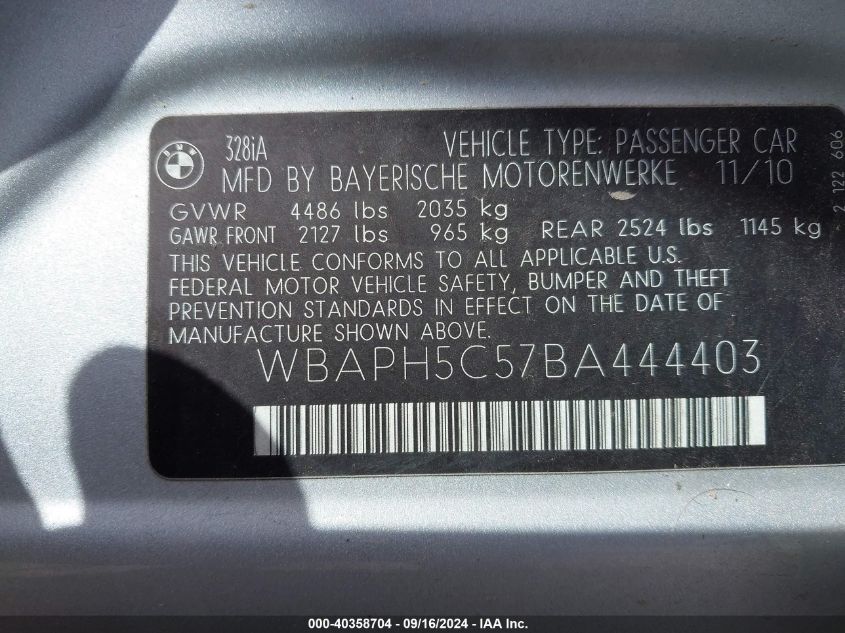 BMW
328iA
VEHICLE TYPE: PASSENGER CAR
MFD BY BAYERISCHE MOTORENWERKE 11/10
GVWR 4486 lbs 2035 kg
GAWR FRONT 2127 lbs 965 kg REAR 2524 lbs 1145 kg
THIS VEHICLE CONFORMS TO ALL APPLICABLE U.S.
FEDERAL MOTOR VEHICLE SAFETY, BUMPER AND THEFT
PREVENTION STANDARDS IN EFFECT ON THE DATE OF
MANUFACTURE SHOWN ABOVE.
WBAPH5C57BA444403
2 122 606
000-40358704 - 09/16/2024 - IAA Inc.